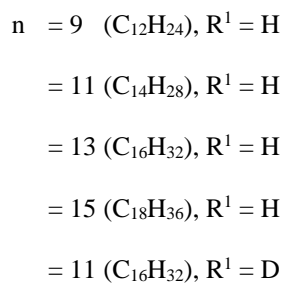 n = 9 (C₁₂H₂₄), R¹ = H
= 11 (C₁₄H₂₈), R¹ = H
= 13 (C₁₆H₃₂), R¹ = H
= 15 (C₁₈H₃₆), R¹ = H
= 11 (C₁₆H₃₂), R¹ = D